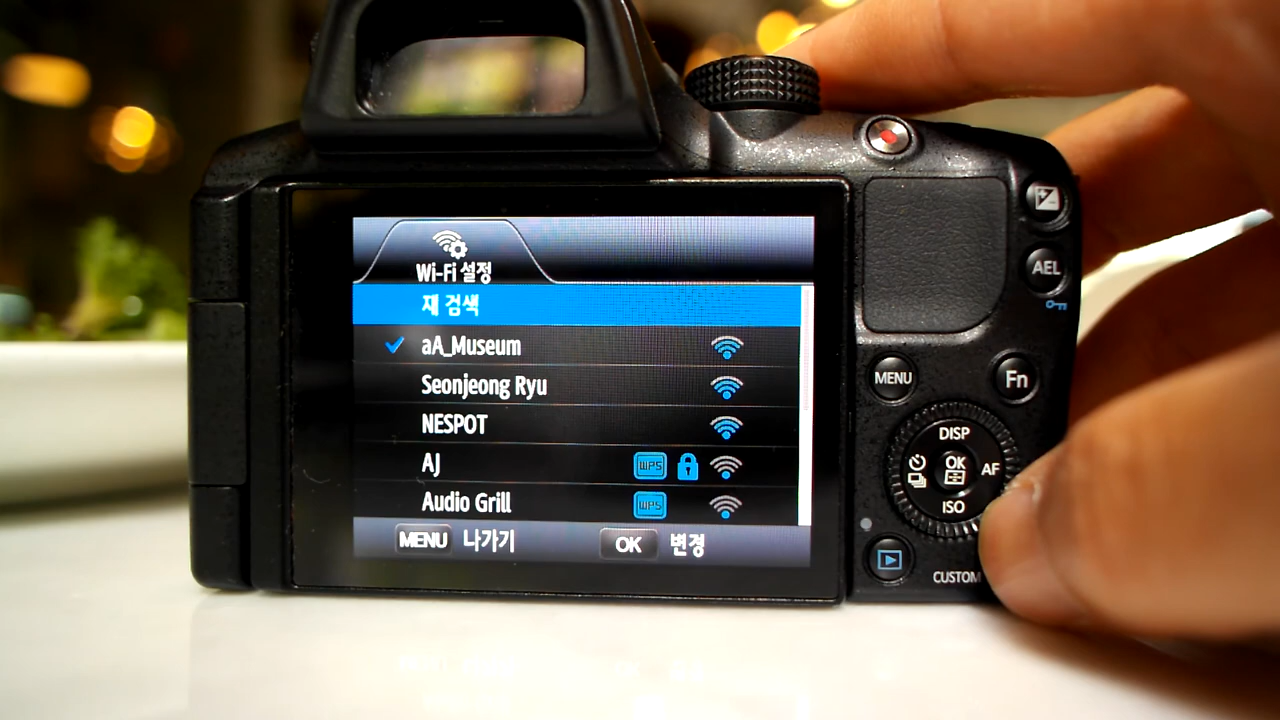 Wi-Fi 설정
재 검색
aA_Museum
Seonjeong Ryu
NESPOT
AJ WPS
Audio Grill WPS
MENU 나가기 OK 변경
AEL
MENU Fn
DISP
OK AF
ISO
CUSTOM